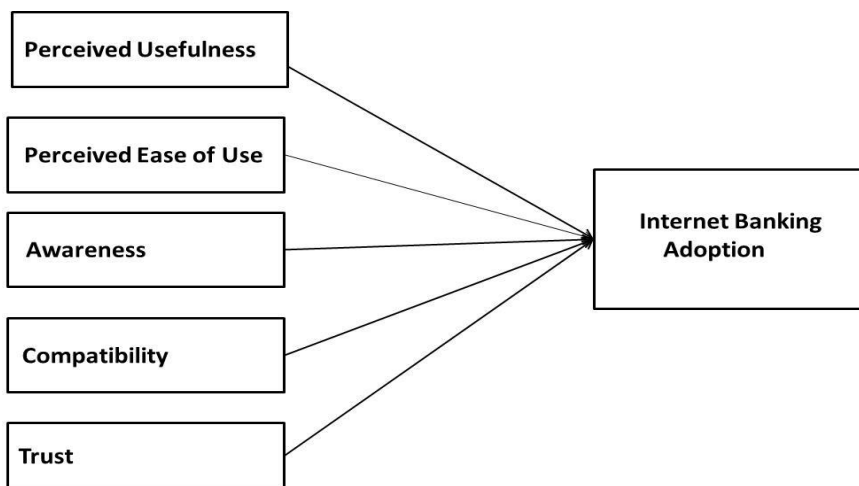 Perceived Usefulness
Perceived Ease of Use
Awareness
Compatibility
Trust
Internet Banking
Adoption